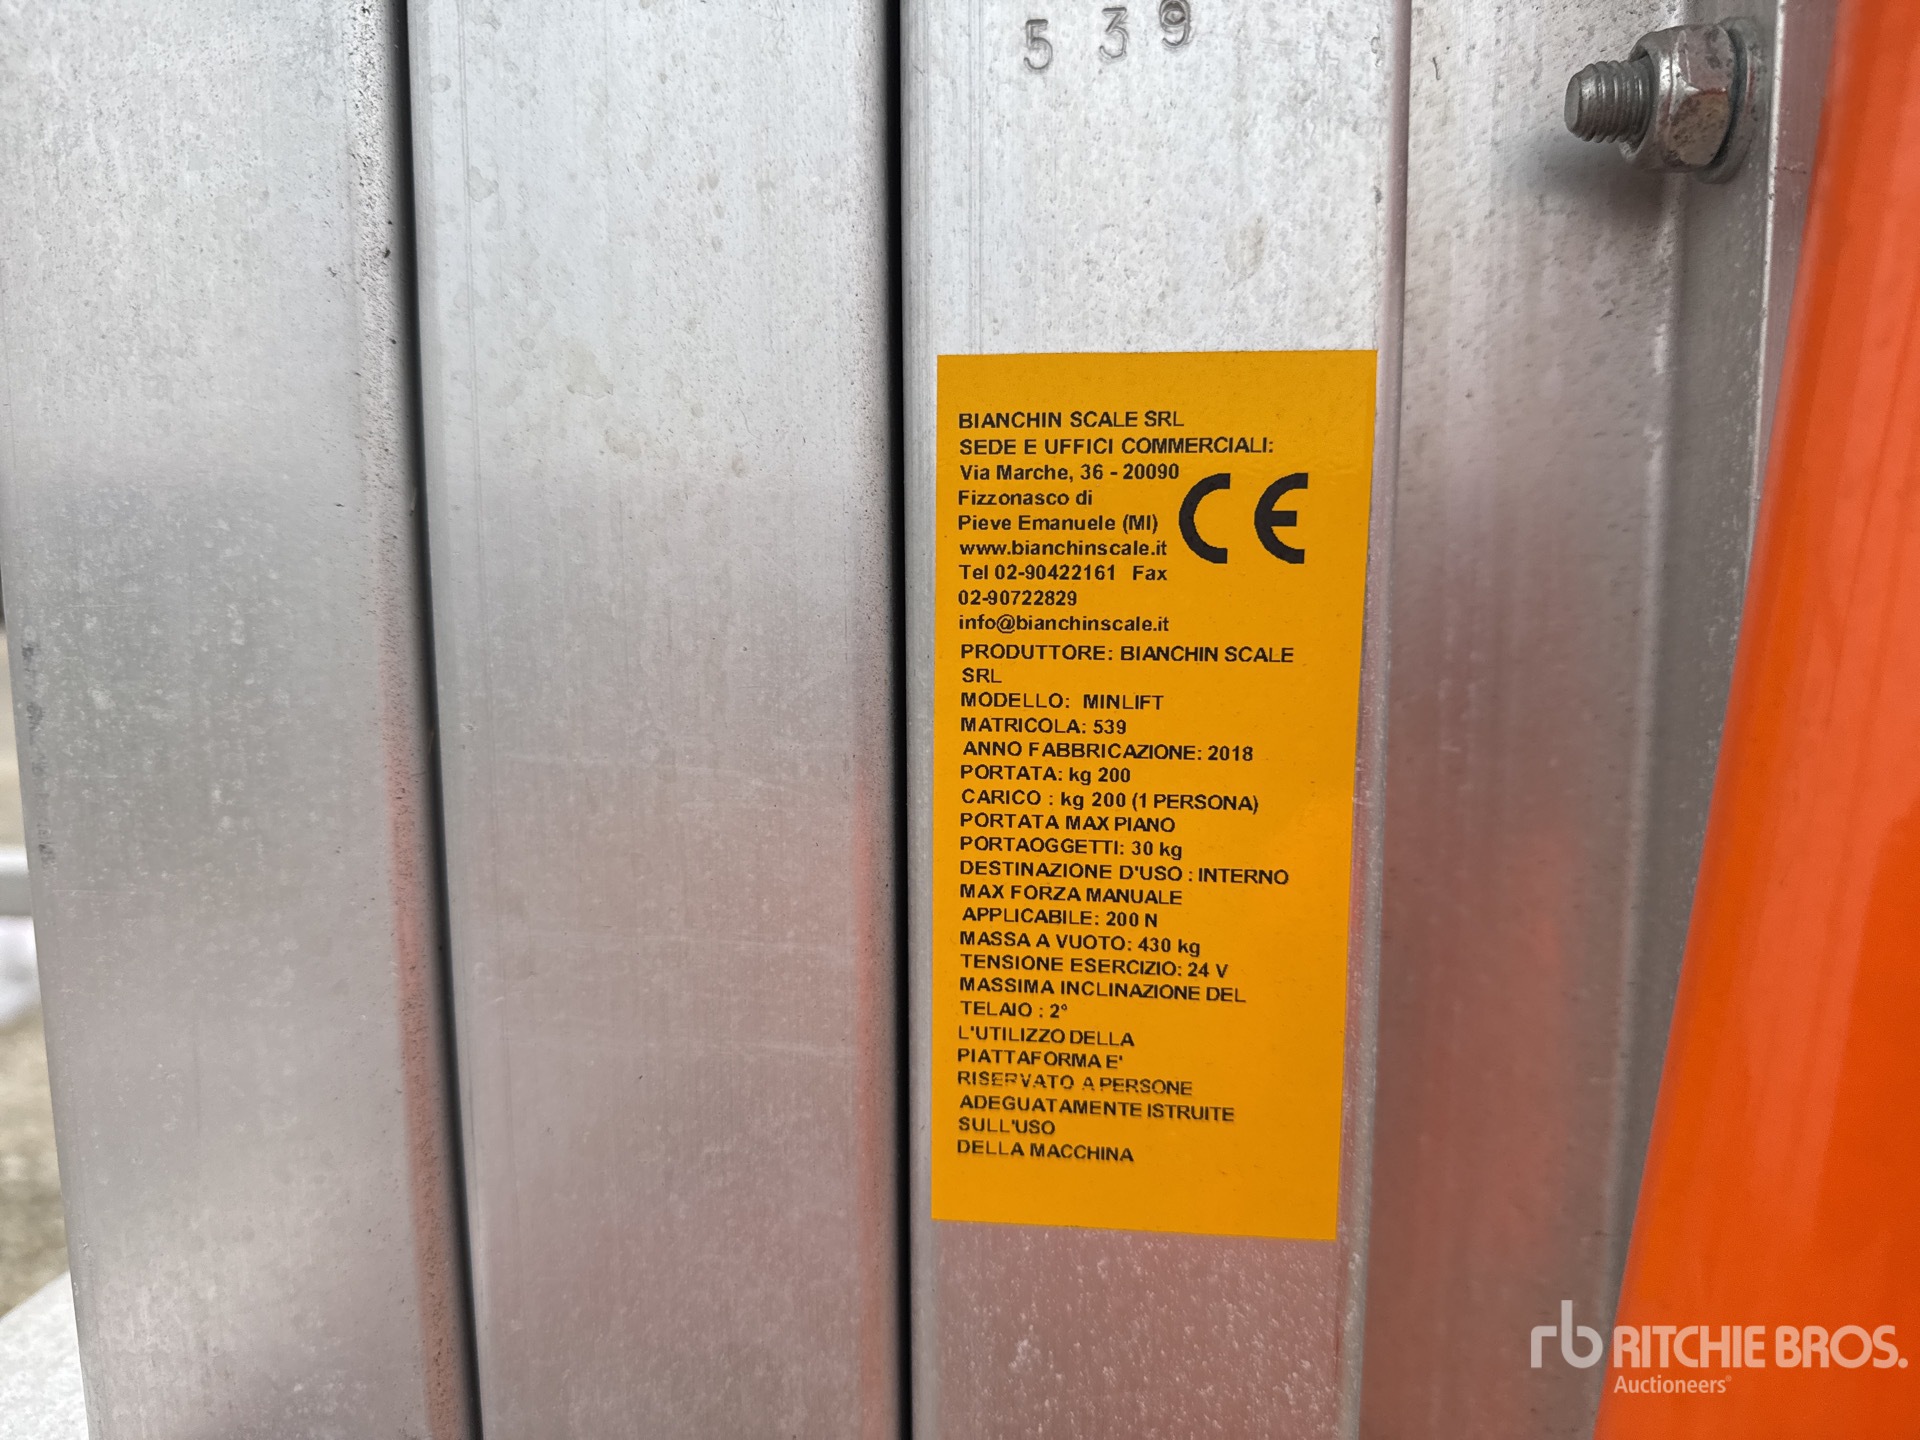 539
BIANCHIN SCALE SRL
SEDE E UFFICI COMMERCIALI:
Via Marche, 36 - 20090
Fizzonasco di
Pieve Emanuele (MI)
CE
www.bianchinscale.it
Tel 02-90422161 Fax
02-90722829
info@bianchinscale.it
PRODUTTORE: BIANCHIN SCALE
SRL
MODELLO: MINLIFT
MATRICOLA: 539
ANNO FABBRICAZIONE: 2018
PORTATA: kg 200
CARICO : kg 200 (1 PERSONA)
PORTATA MAX PIANO
PORTAOGGETTI: 30 kg
DESTINAZIONE D'USO : INTERNO
MAX FORZA MANUALE
APPLICABILE: 200 N
MASSA A VUOTO: 430 kg
TENSIONE ESERCIZIO: 24 V
MASSIMA INCLINAZIONE DEL
TELAIO : 2°
L'UTILIZZO DELLA
PIATTAFORMA E'
RISERVATO A PERSONE
ADEGUATAMENTE ISTRUITE
SULL'USO
DELLA MACCHINA
rb RITCHIE BROS.
Auctioneers®